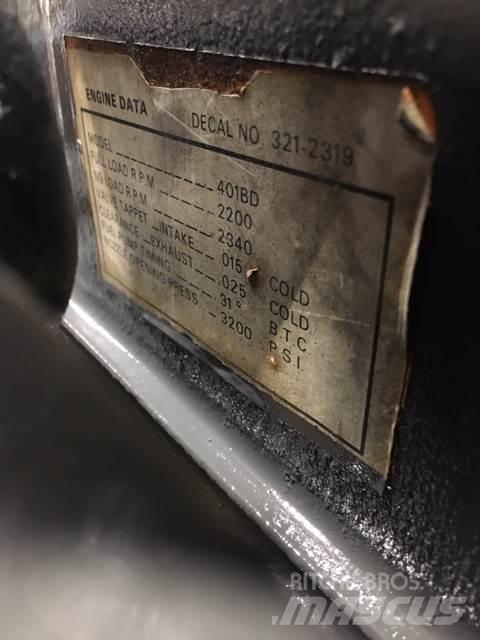 ENGINE DATA DECAL NO 321-2319
MODEL 401BD
FULL LOAD R P M 2200
NO LOAD R P M 2340
VALVE TAPPET INTAKE .015 COLD
CLEARANCE EXHAUST .025 COLD
FUEL PUMP TIMING 31° B.T.C
NOZZLE OPENING PRESS 3200 P.S.I.
RITCHIE BROS
MASCUS